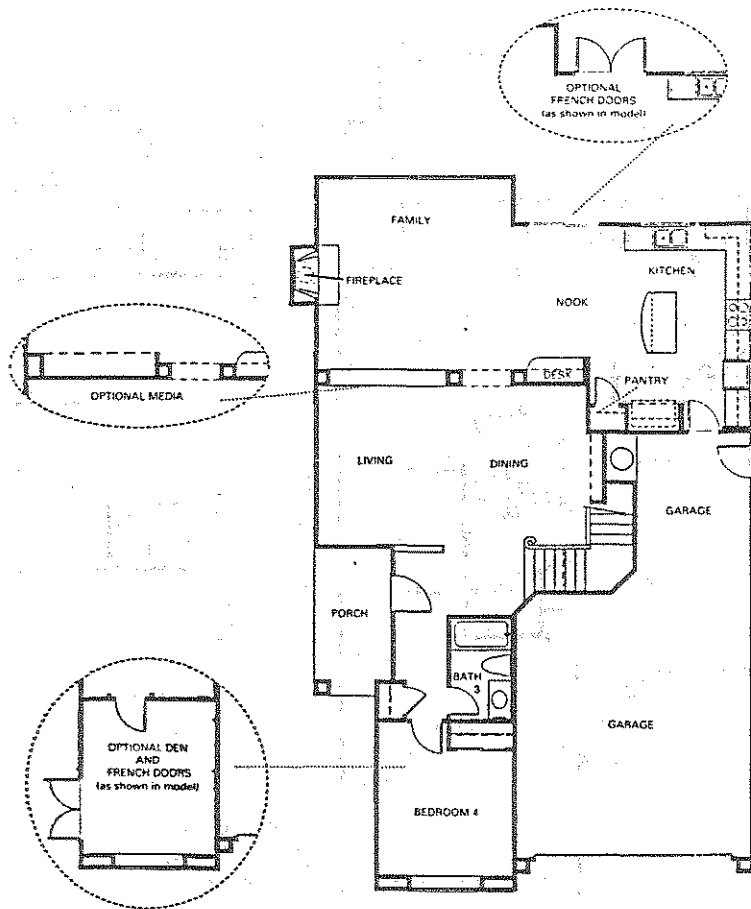 OPTIONAL
FRENCH DOORS
(as shown in model)
FAMILY
FIREPLACE
KITCHEN
NOOK
DESK
PANTRY
OPTIONAL MEDIA
LIVING
DINING
GARAGE
PORCH
BATH
3
OPTIONAL DEN
AND
FRENCH DOORS
(as shown in model)
GARAGE
BEDROOM 4